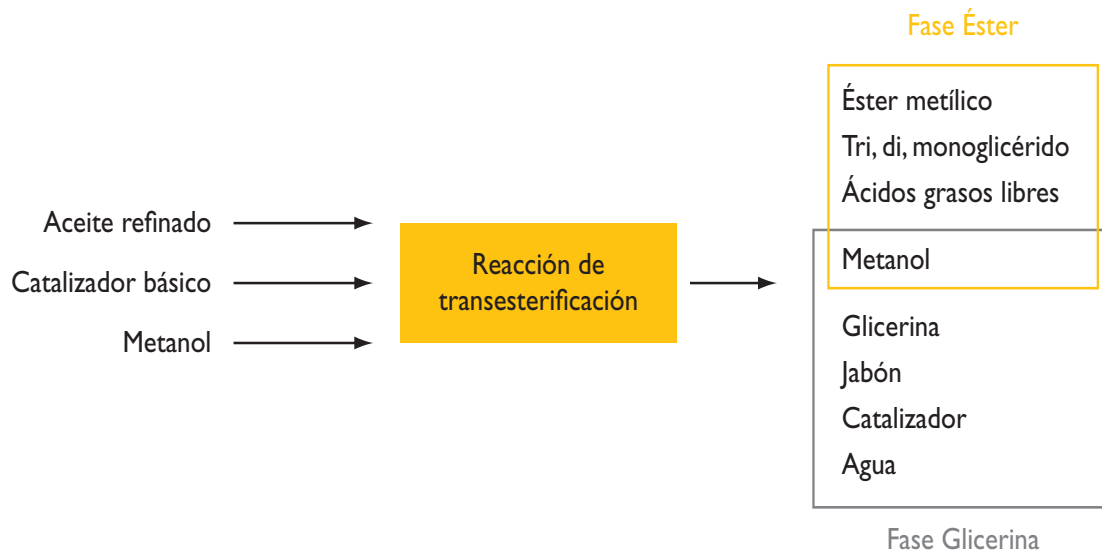 Aceite refinado
Catalizador básico
Metanol
Reacción de
transesterificación
Fase Éster
Éster metílico
Tri, di, monoglicérido
Ácidos grasos libres
Metanol
Glicerina
Jabón
Catalizador
Agua
Fase Glicerina